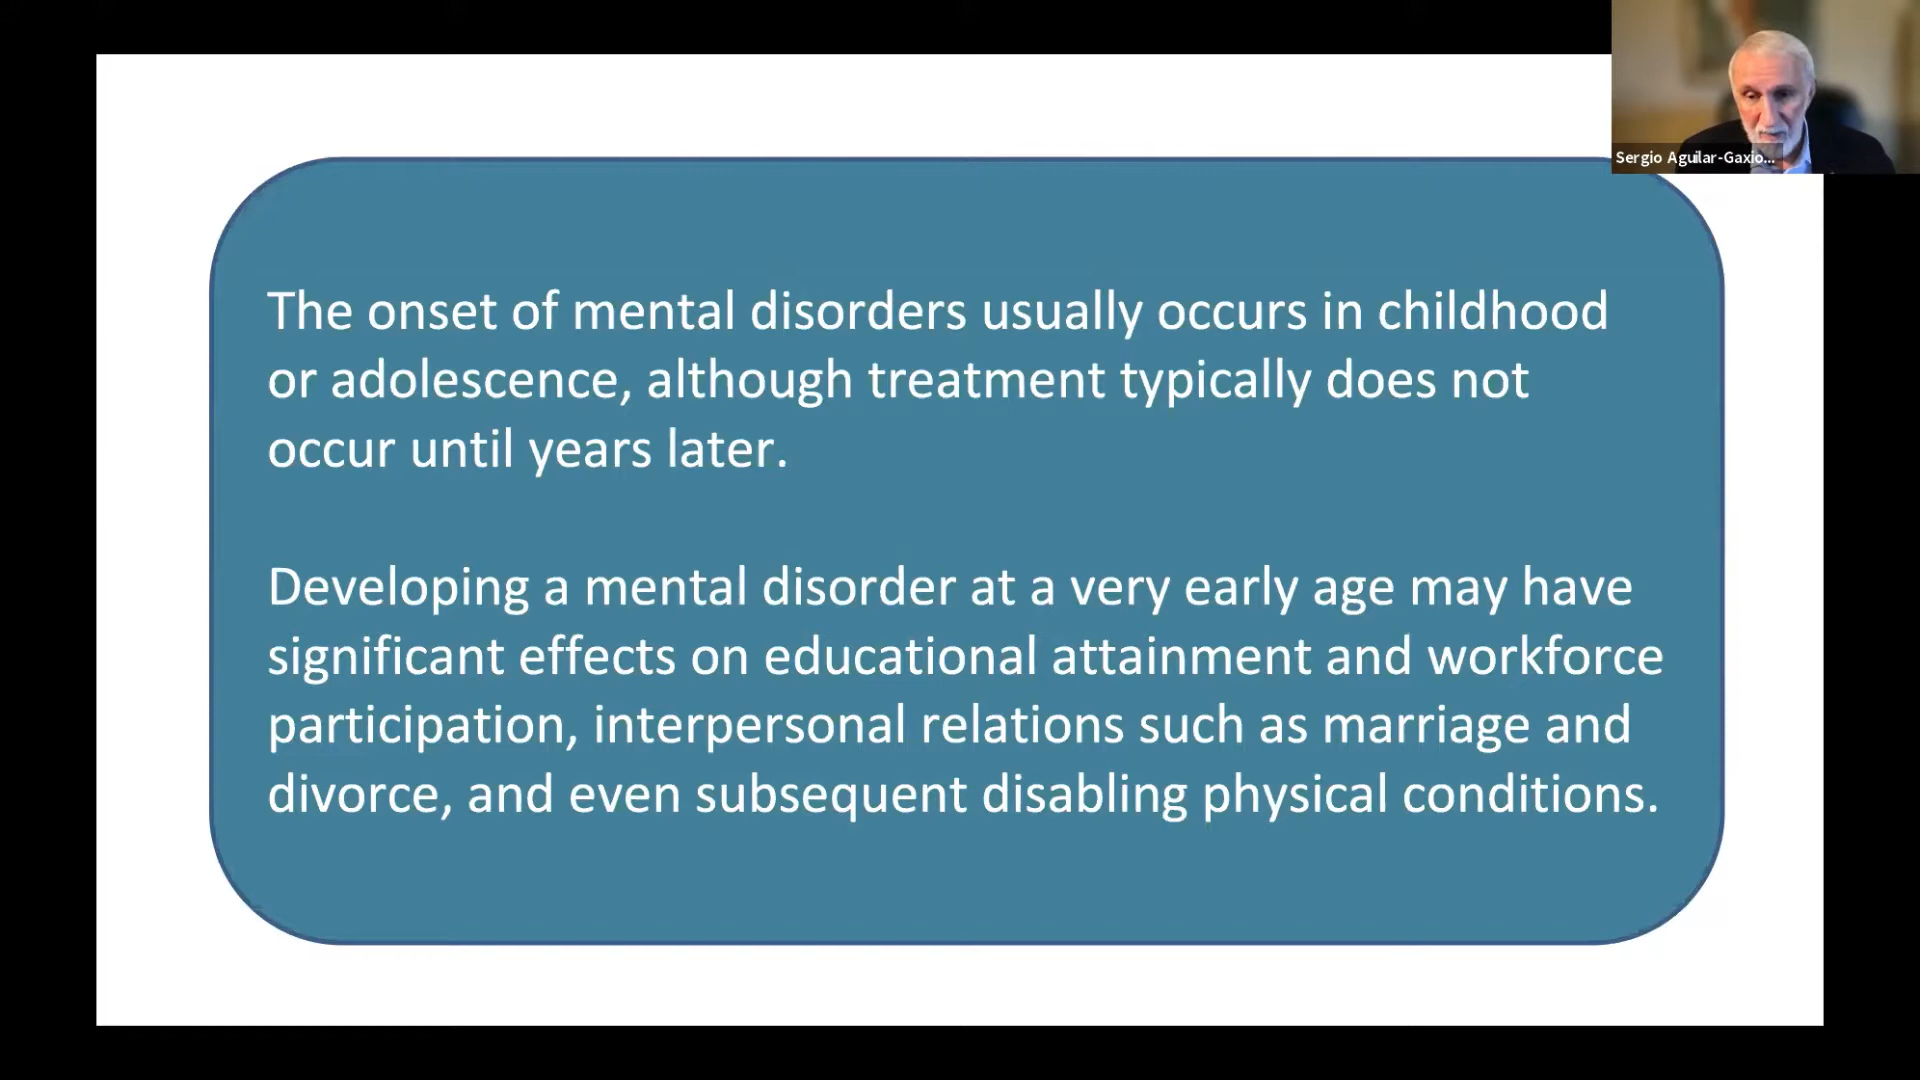 Sergio Aguilar-Gaxio...
The onset of mental disorders usually occurs in childhood
or adolescence, although treatment typically does not
occur until years later.
Developing a mental disorder at a very early age may have
significant effects on educational attainment and workforce
participation, interpersonal relations such as marriage and
divorce, and even subsequent disabling physical conditions.